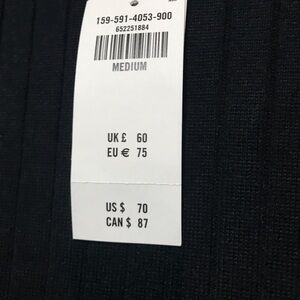 159-591-4053-900
652251884
MEDIUM
UK £ 60
EU € 75
US $ 70
CAN $ 87